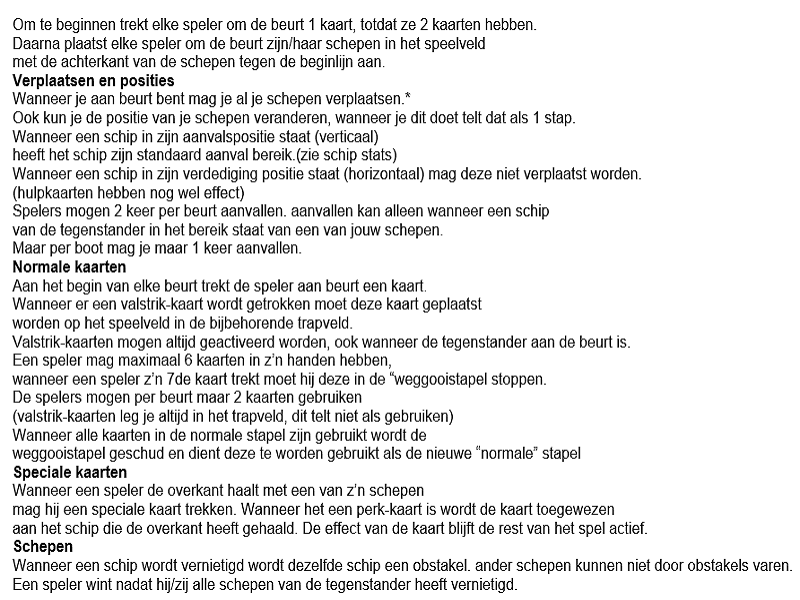 Om te beginnen trekt elke speler om de beurt 1 kaart, totdat ze 2 kaarten hebben.
Daarna plaatst elke speler om de beurt zijn/haar schepen in het speelveld
met de achterkant van de schepen tegen de beginlijn aan.
Verplaatsen en posities
Wanneer je aan beurt bent mag je al je schepen verplaatsen.*
Ook kun je de positie van je schepen veranderen, wanneer je dit doet telt dat als 1 stap.
Wanneer een schip in zijn aanvalspositie staat (verticaal)
heeft het schip zijn standaard aanval bereik.(zie schip stats)
Wanneer een schip in zijn verdediging positie staat (horizontaal) mag deze niet verplaatst worden.
(hulpkaarten hebben nog wel effect)
Spelers mogen 2 keer per beurt aanvallen. aanvallen kan alleen wanneer een schip
van de tegenstander in het bereik staat van een van jouw schepen.
Maar per boot mag je maar 1 keer aanvallen.
Normale kaarten
Aan het begin van elke beurt trekt de speler aan beurt een kaart.
Wanneer er een valstrik-kaart wordt getrokken moet deze kaart geplaatst
worden op het speelveld in de bijbehorende trapveld.
Valstrik-kaarten mogen altijd geactiveerd worden, ook wanneer de tegenstander aan de beurt is.
Een speler mag maximaal 6 kaarten in z'n handen hebben,
wanneer een speler z'n 7de kaart trekt moet hij deze in de “weggooistapel stoppen.
De spelers mogen per beurt maar 2 kaarten gebruiken
(valstrik-kaarten leg je altijd in het trapveld, dit telt niet als gebruiken)
Wanneer alle kaarten in de normale stapel zijn gebruikt wordt de
weggooistapel geschud en dient deze te worden gebruikt als de nieuwe “normale” stapel
Speciale kaarten
Wanneer een speler de overkant haalt met een van z'n schepen
mag hij een speciale kaart trekken. Wanneer het een perk-kaart is wordt de kaart toegewezen
aan het schip die de overkant heeft gehaald. De effect van de kaart blijft de rest van het spel actief.
Schepen
Wanneer een schip wordt vernietigd wordt dezelfde schip een obstakel. ander schepen kunnen niet door obstakels varen.
Een speler wint nadat hij/zij alle schepen van de tegenstander heeft vernietigd.